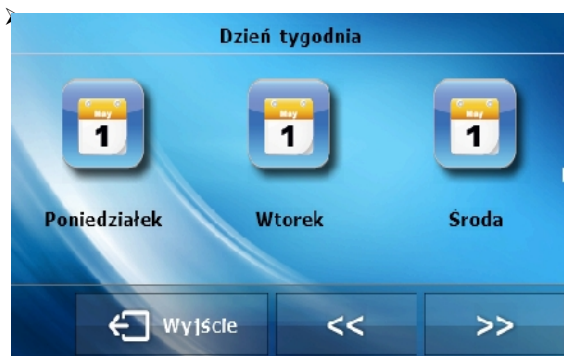 Dzień tygodnia
May May May
1 1 1
Poniedziałek Wtorek Środa
Wyjście << >>